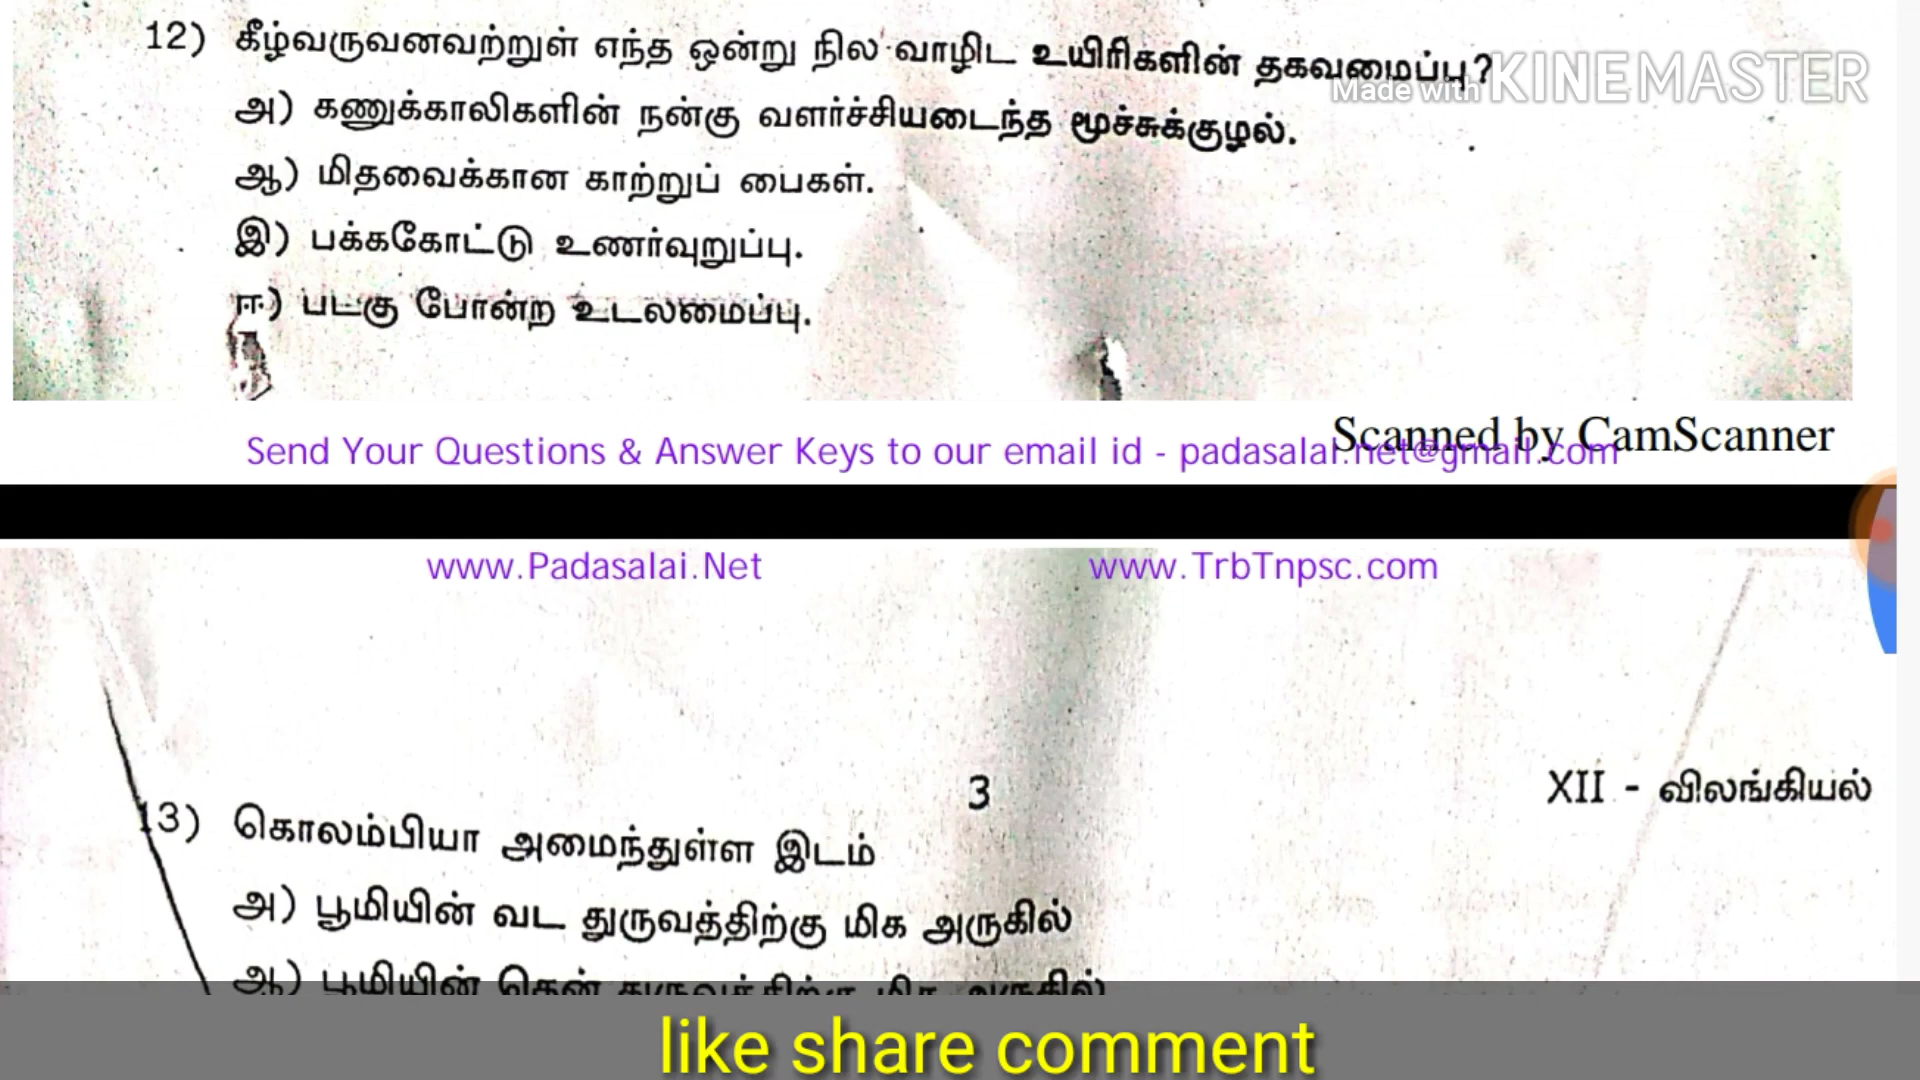 12) கீழ்வருவனவற்றுள் எந்த ஒன்று நில வாழிட உயிரிகளின் தகவமைப்பு?
Made with KINEMASTER
அ) கணுக்காலிகளின் நன்கு வளர்ச்சியடைந்த மூச்சுக்குழல்.
ஆ) மிதவைக்கான காற்றுப் பைகள்.
இ) பக்ககோட்டு உணர்வுறுப்பு.
ஈ) படகு போன்ற உடலமைப்பு.
Scanned by CamScanner
Send Your Questions & Answer Keys to our email id - padasalai.net@gmail.com
www.Padasalai.Net www.TrbTnpsc.com
3 XII - விலங்கியல்
13) கொலம்பியா அமைந்துள்ள இடம்
அ) பூமியின் வட துருவத்திற்கு மிக அருகில்
ஆ) பூமியின் தென் துருவத்திற்கு மிக அருகில்
like share comment